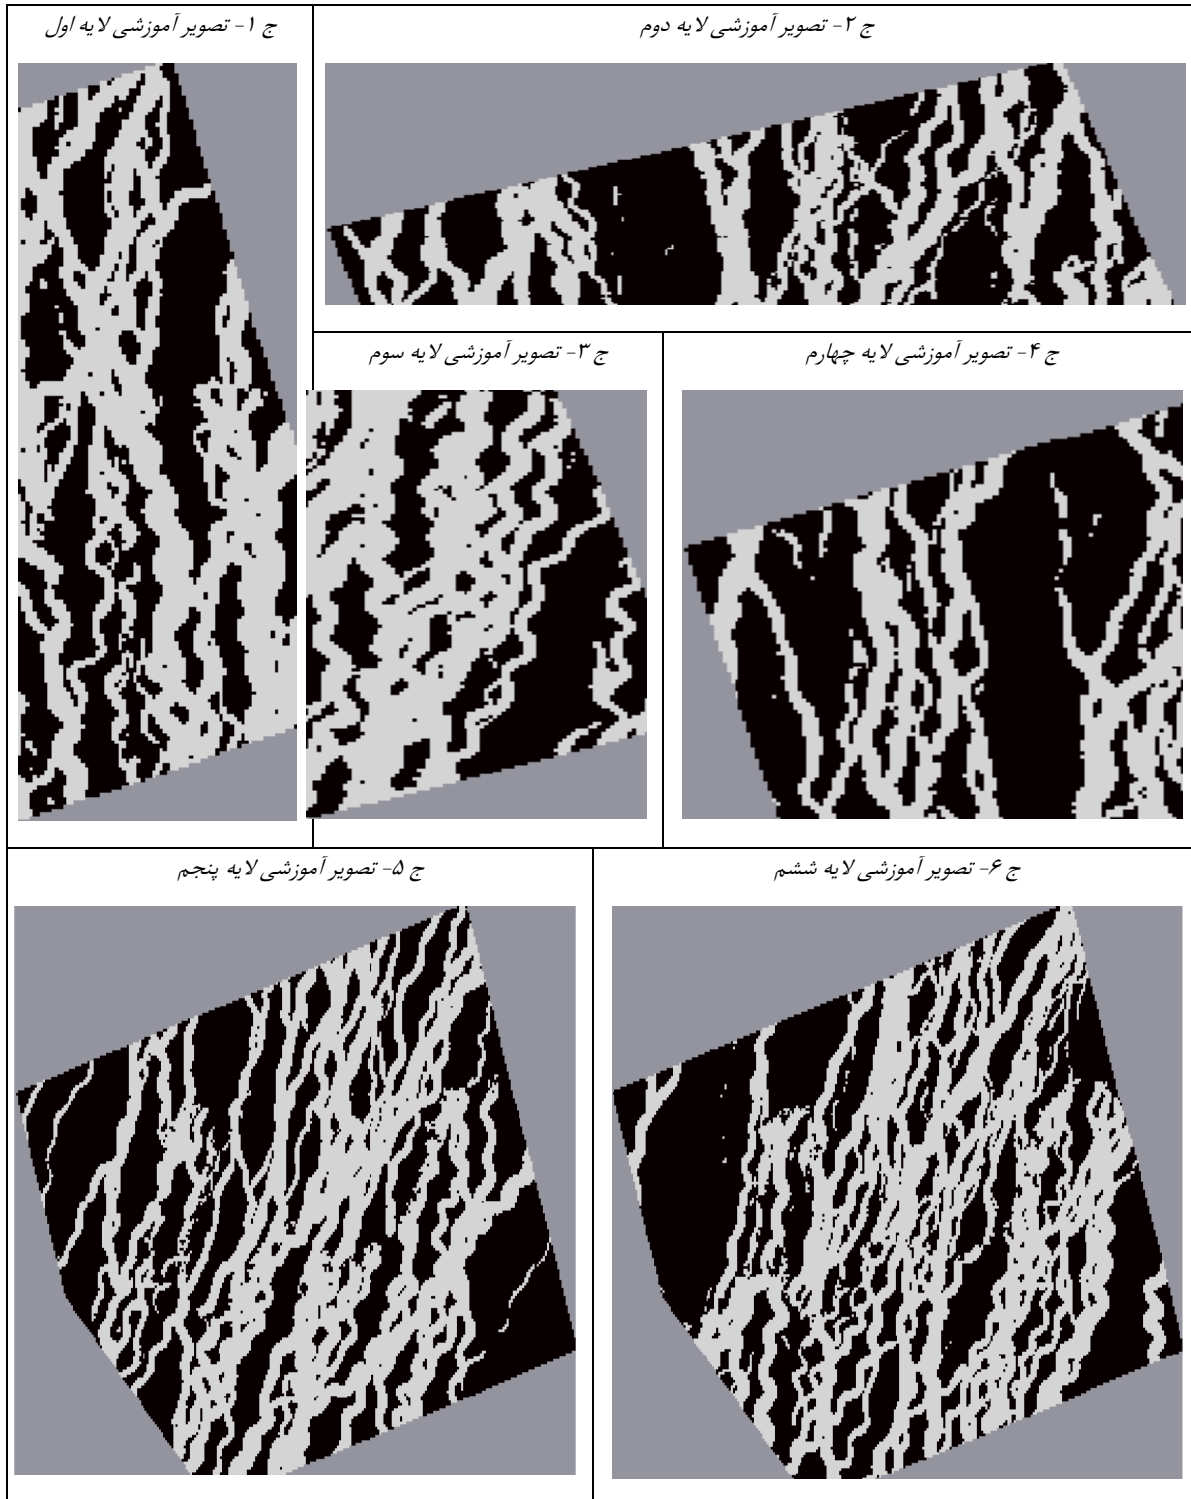 ج ۱- تصویر آموزشی لایه اول
ج ۲- تصویر آموزشی لایه دوم
ج ۳- تصویر آموزشی لایه سوم
ج ۴- تصویر آموزشی لایه چهارم
ج ۵- تصویر آموزشی لایه پنجم
ج ۶- تصویر آموزشی لایه ششم